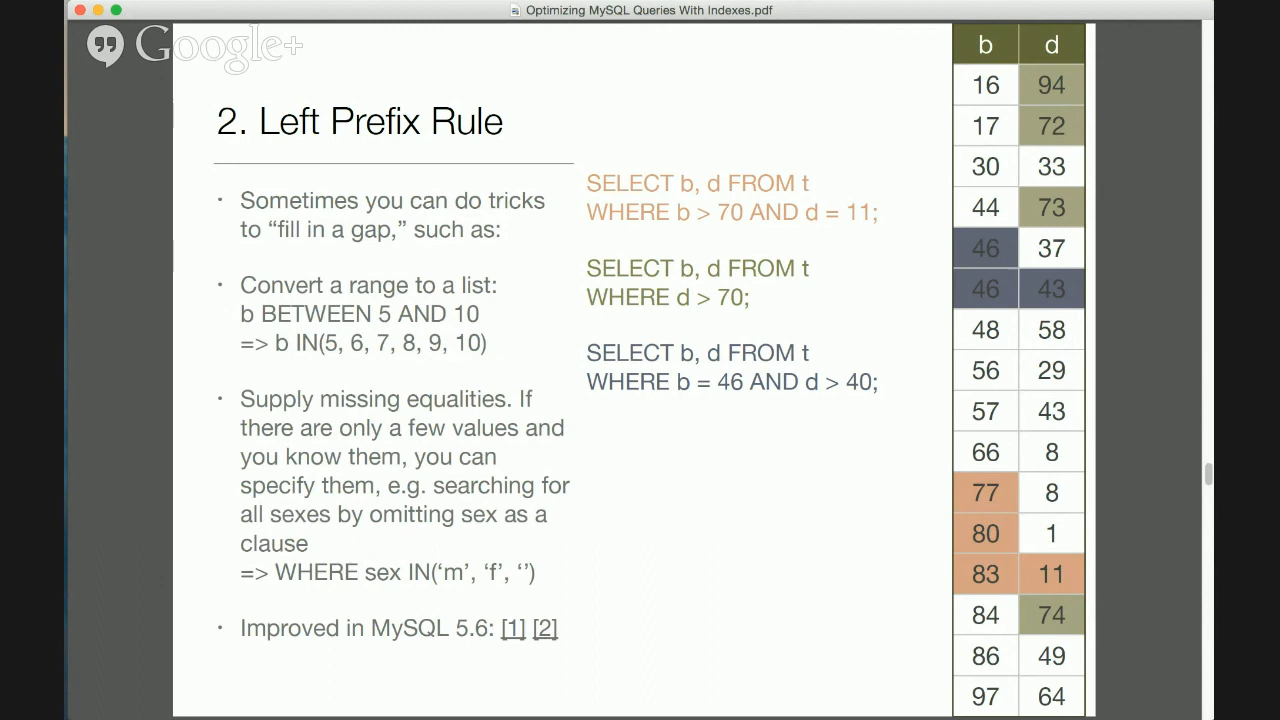 Optimizing MySQL Queries With Indexes.pdf
Google+
2. Left Prefix Rule
• Sometimes you can do tricks
to “fill in a gap,” such as:
• Convert a range to a list:
b BETWEEN 5 AND 10
=> b IN(5, 6, 7, 8, 9, 10)
• Supply missing equalities. If
there are only a few values and
you know them, you can
specify them, e.g. searching for
all sexes by omitting sex as a
clause
=> WHERE sex IN(‘m’, ‘f’, ‘’)
• Improved in MySQL 5.6: [1] [2]
SELECT b, d FROM t
WHERE b > 70 AND d = 11;
SELECT b, d FROM t
WHERE d > 70;
SELECT b, d FROM t
WHERE b = 46 AND d > 40;
b d
16 94
17 72
30 33
44 73
46 37
46 43
48 58
56 29
57 43
66 8
77 8
80 1
83 11
84 74
86 49
97 64